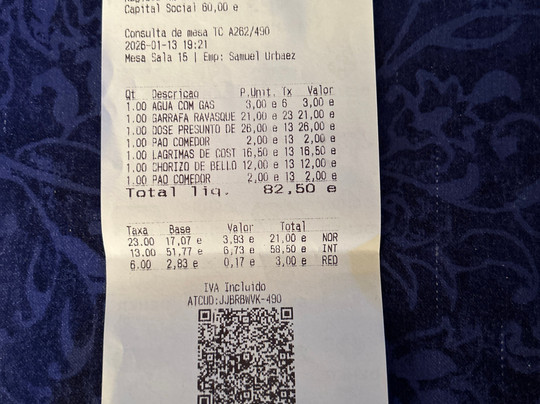 Capital Social 60,00 e
Consulta de mesa TC A262/490
2026-01-13 19:21
Mesa Sala 15 | Emp: Samuel Urbaez
Qt Descricao P.Unit. Tx Valor
1.00 AGUA COM GAS 3,00 e 6 3,00 e
1.00 GARRAFA RAVASQUE 21,00 e 23 21,00 e
1.00 DOSE PRESUNTO DE 26,00 e 13 26,00 e
1.00 PAO COMEDOR 2,00 e 13 2,00 e
1.00 LAGRIMAS DE COST 16,50 e 13 16,50 e
1.00 CHORIZO DE BELLO 12,00 e 13 12,00 e
1.00 PAO COMEDOR 2,00 e 13 2,00 e
Total liq. 82,50 e
Taxa Base Valor Total
23.00 17,07 e 3,93 e 21,00 e NOR
13.00 51,77 e 6,73 e 58,50 e INT
6.00 2,83 e 0,17 e 3,00 e RED
IVA Incluido
ATCUD:JJBRBWVK-490